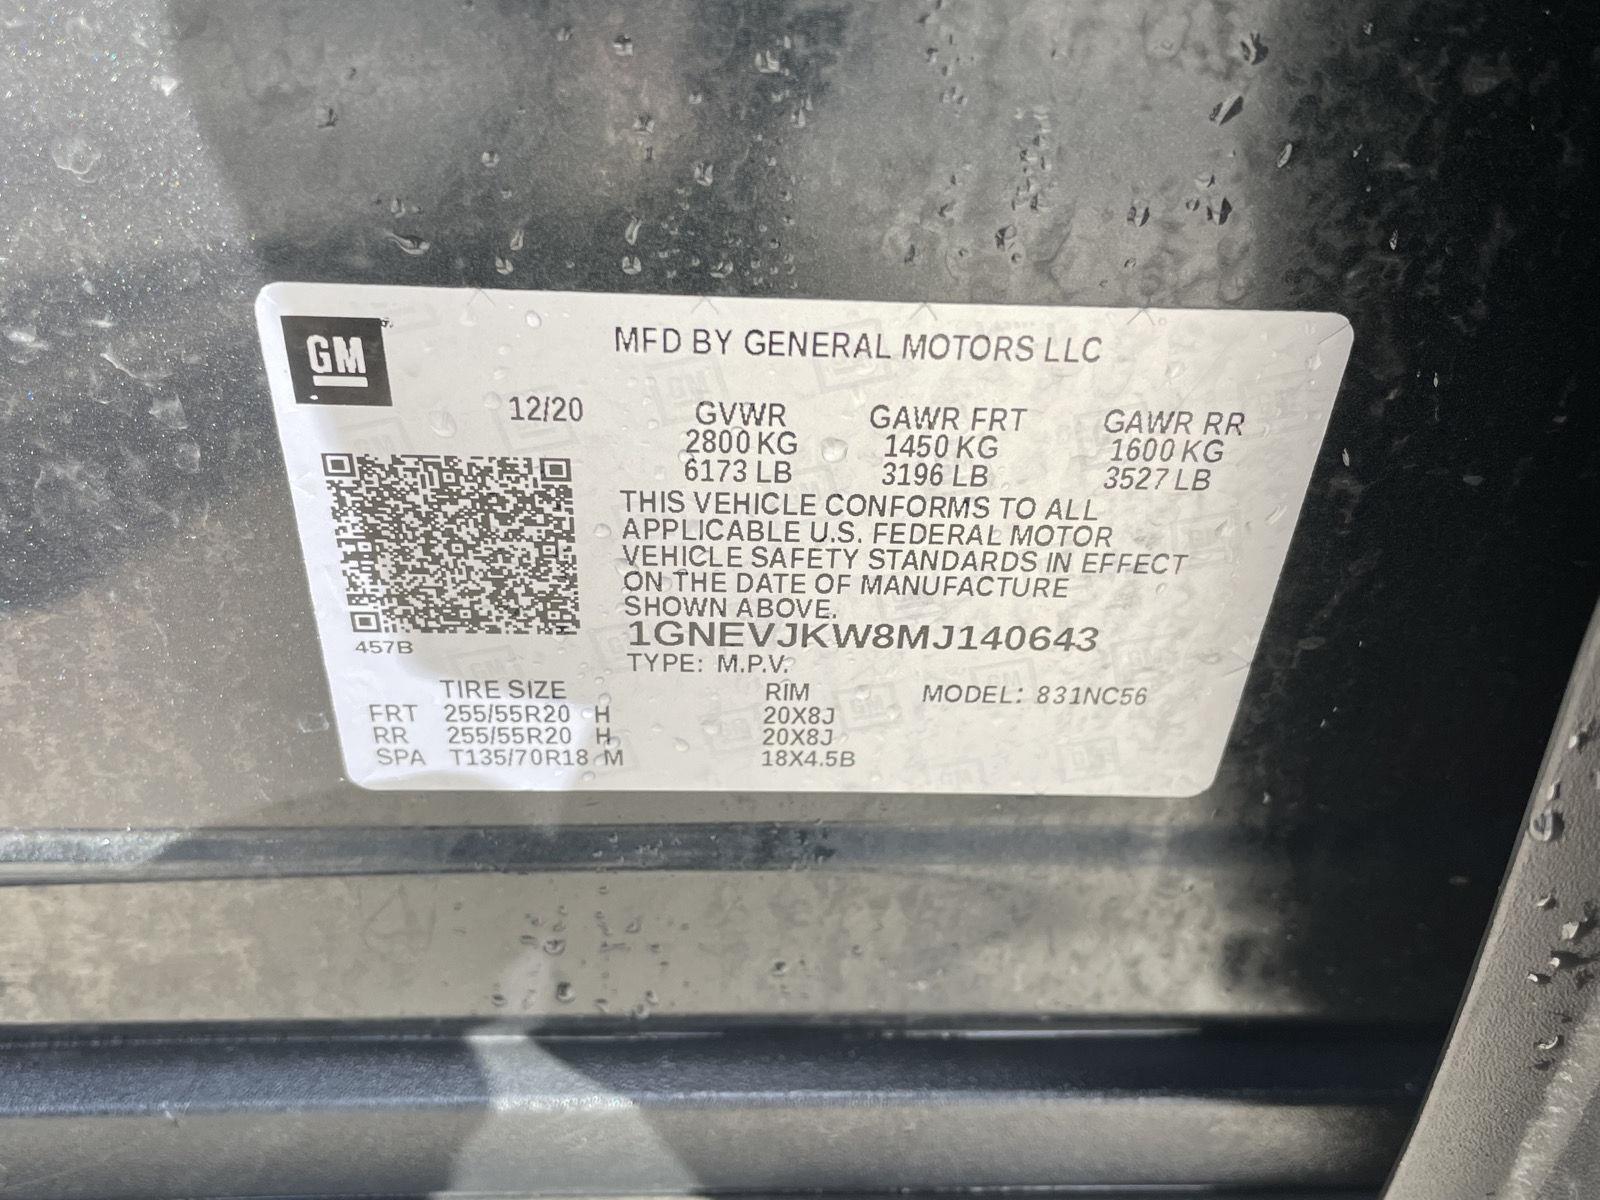 GM
MFD BY GENERAL MOTORS LLC
12/20 GVWR GAWR FRT GAWR RR
2800 KG 1450 KG 1600 KG
6173 LB 3196 LB 3527 LB
THIS VEHICLE CONFORMS TO ALL
APPLICABLE U.S. FEDERAL MOTOR
VEHICLE SAFETY STANDARDS IN EFFECT
ON THE DATE OF MANUFACTURE
SHOWN ABOVE.
1GNEVJKW8MJ140643
457B
TYPE: M.P.V.
TIRE SIZE RIM MODEL: 831NC56
FRT 255/55R20 H 20X8J
RR 255/55R20 H 20X8J
SPA T135/70R18 M 18X4.5B